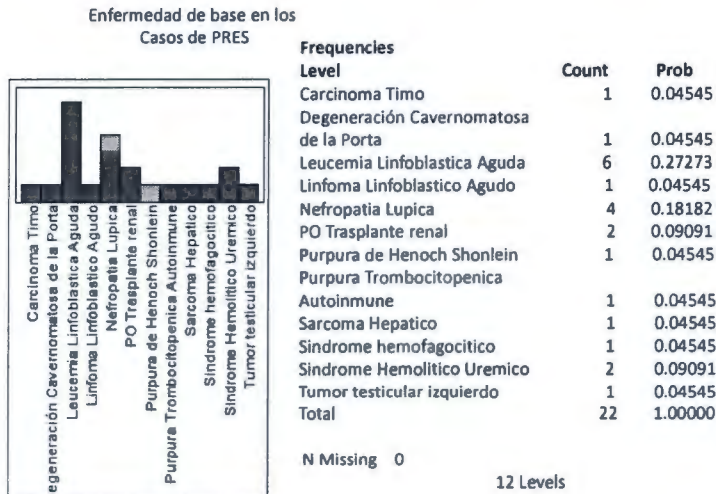 Enfermedad de base en los
Casos de PRES
Carcinoma Timo
egeneración Cavernomatosa de la Porta
Leucemia Linfoblastica Aguda
Linfoma Linfoblastico Agudo
Nefropatia Lupica
PO Trasplante renal
Purpura de Henoch Shonlein
Purpura Trombocitopenica Autoinmune
Sarcoma Hepatico
Sindrome hemofagocitico
Sindrome Hemolitico Uremico
Tumor testicular izquierdo
Frequencies
Level Count Prob
Carcinoma Timo 1 0.04545
Degeneración Cavernomatosa
de la Porta 1 0.04545
Leucemia Linfoblastica Aguda 6 0.27273
Linfoma Linfoblastico Agudo 1 0.04545
Nefropatia Lupica 4 0.18182
PO Trasplante renal 2 0.09091
Purpura de Henoch Shonlein 1 0.04545
Purpura Trombocitopenica
Autoinmune 1 0.04545
Sarcoma Hepatico 1 0.04545
Sindrome hemofagocitico 1 0.04545
Sindrome Hemolitico Uremico 2 0.09091
Tumor testicular izquierdo 1 0.04545
Total 22 1.00000
N Missing 0
12 Levels